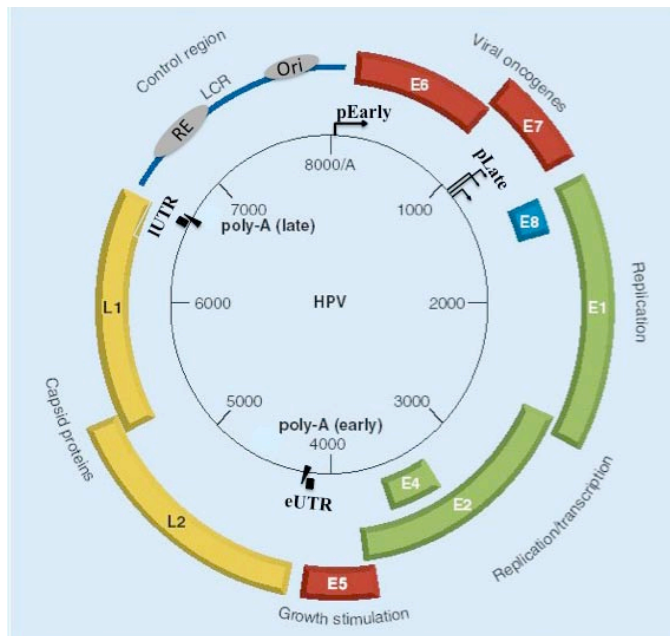 Control region
LCR
Ori
RE
E6
Viral oncogenes
E7
pEarly
8000/A
pLate
1000
7000
lUTR
poly-A (late)
E8
L1
6000
HPV
2000
E1
Replication
5000
3000
poly-A (early)
4000
Capsid proteins
E4
eUTR
E2
L2
Replication/transcription
E5
Growth stimulation